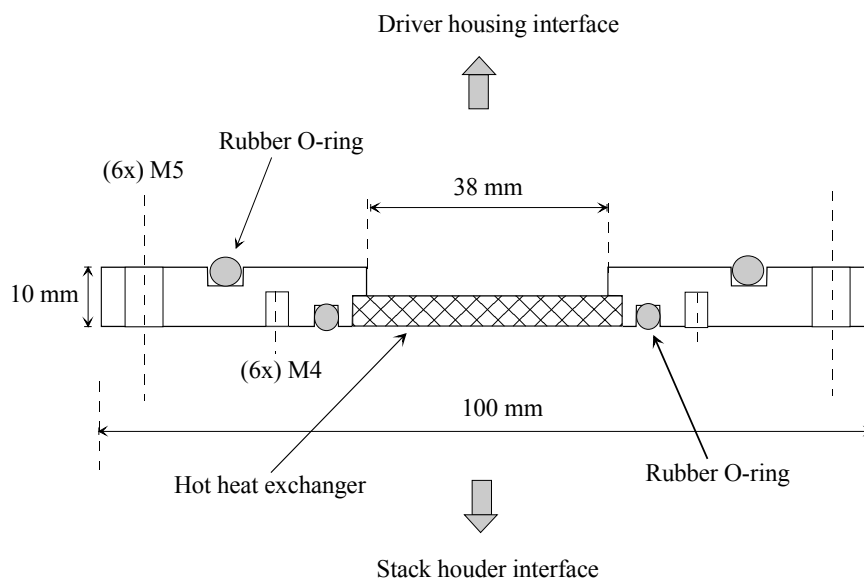 Driver housing interface
Rubber O-ring
(6x) M5
38 mm
10 mm
(6x) M4
100 mm
Hot heat exchanger
Rubber O-ring
Stack houder interface